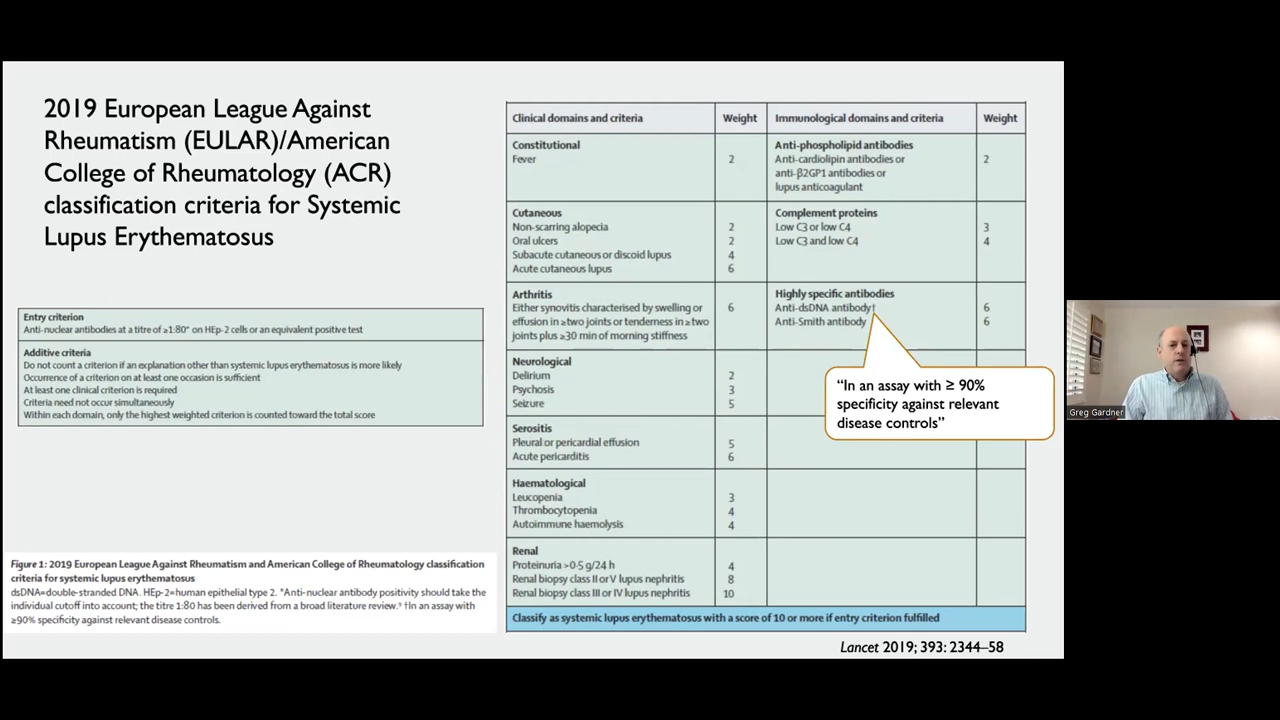 2019 European League Against
Rheumatism (EULAR)/American
College of Rheumatology (ACR)
classification criteria for Systemic
Lupus Erythematosus
Entry criterion
Anti-nuclear antibodies at a titre of ≥1:80* on HEp-2 cells or an equivalent positive test
Additive criteria
Do not count a criterion if an explanation other than systemic lupus erythematosus is more likely
Occurrence of a criterion on at least one occasion is sufficient
At least one clinical criterion is required
Criteria need not occur simultaneously
Within each domain, only the highest weighted criterion is counted toward the total score
Figure 1: 2019 European League Against Rheumatism and American College of Rheumatology classification
criteria for systemic lupus erythematosus
dsDNA=double-stranded DNA. HEp-2=human epithelial type 2. *Anti-nuclear antibody positivity should take the
individual cutoff into account; the titre 1:80 has been derived from a broad literature review.⁹ †In an assay with
≥90% specificity against relevant disease controls.
Clinical domains and criteria Weight Immunological domains and criteria Weight
Constitutional Anti-phospholipid antibodies
Fever 2 Anti-cardiolipin antibodies or 2
anti-β2GP1 antibodies or
lupus anticoagulant
Cutaneous Complement proteins
Non-scarring alopecia 2 Low C3 or low C4 3
Oral ulcers 2 Low C3 and low C4 4
Subacute cutaneous or discoid lupus 4
Acute cutaneous lupus 6
Arthritis Highly specific antibodies
Either synovitis characterised by swelling or 6 Anti-dsDNA antibody† 6
effusion in ≥two joints or tenderness in ≥two Anti-Smith antibody 6
joints plus ≥30 min of morning stiffness
Neurological
Delirium 2
Psychosis 3
Seizure 5
Serositis
Pleural or pericardial effusion 5
Acute pericarditis 6
Haematological
Leucopenia 3
Thrombocytopenia 4
Autoimmune haemolysis 4
Renal
Proteinuria >0·5 g/24 h 4
Renal biopsy class II or V lupus nephritis 8
Renal biopsy class III or IV lupus nephritis 10
Classify as systemic lupus erythematosus with a score of 10 or more if entry criterion fulfilled
“In an assay with ≥ 90%
specificity against relevant
disease controls”
Lancet 2019; 393: 2344–58
Greg Gardner